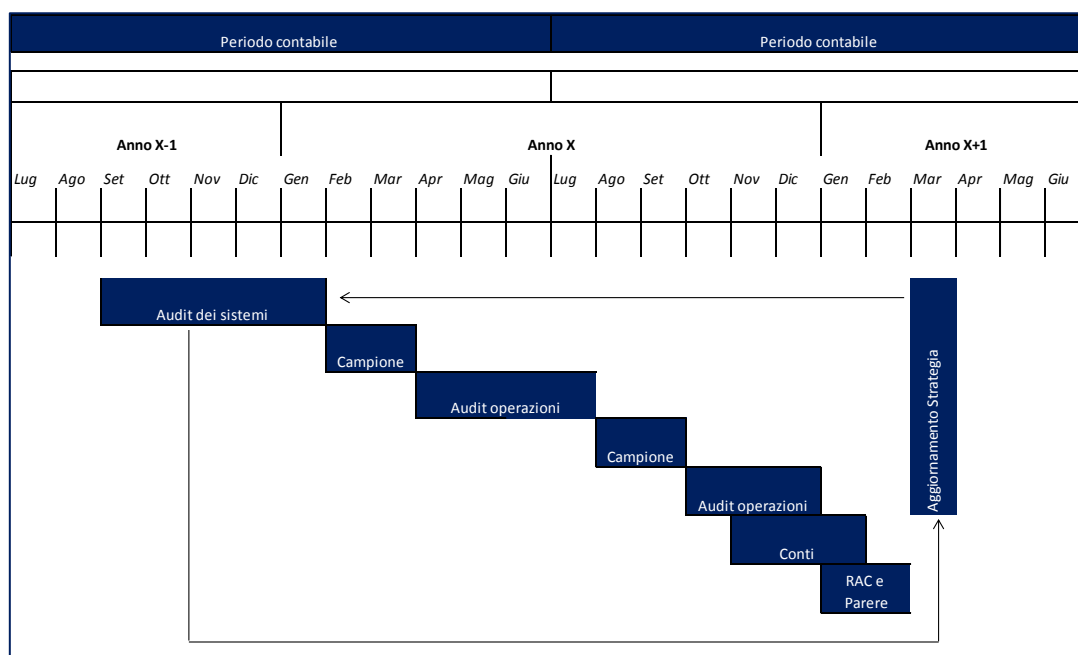 Periodo contabile Periodo contabile
Anno X-1 Anno X Anno X+1
Lug Ago Set Ott Nov Dic Gen Feb Mar Apr Mag Giu Lug Ago Set Ott Nov Dic Gen Feb Mar Apr Mag Giu
Audit dei sistemi
Campione
Audit operazioni
Campione
Audit operazioni
Conti
RAC e
Parere
Aggiornamento Strategia